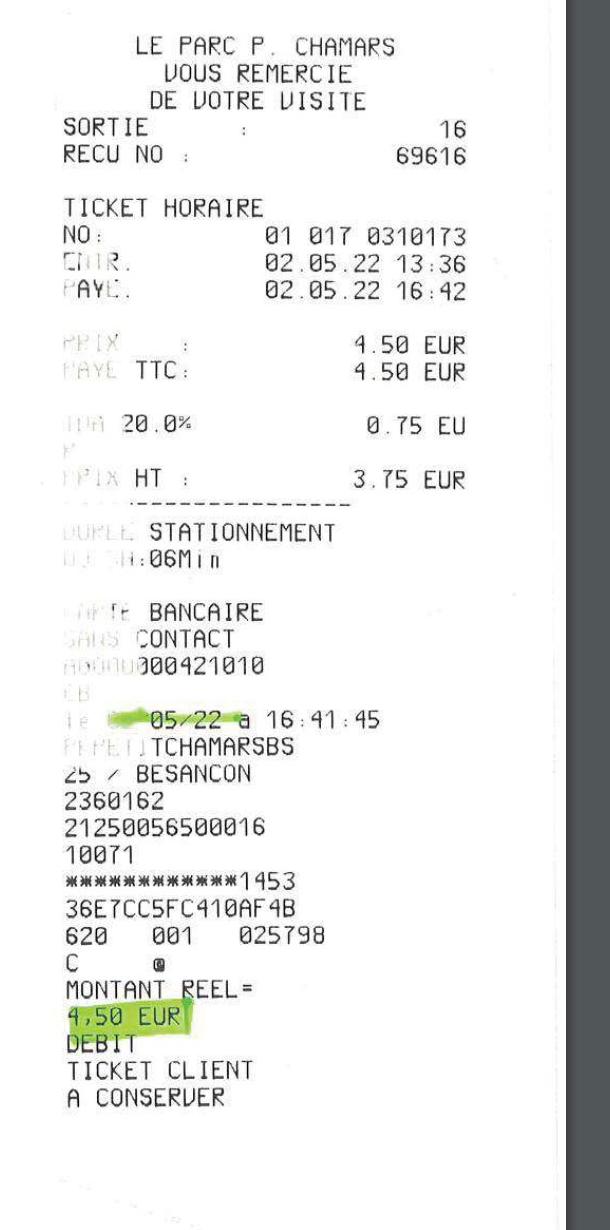 LE PARC P. CHAMARS
VOUS REMERCIE
DE VOTRE VISITE
SORTIE : 16
RECU NO : 69616
TICKET HORAIRE
NO: 01 017 0310173
ENTR. 02.05.22 13:36
PAYE. 02.05.22 16:42
PRIX : 4.50 EUR
PAYE TTC: 4.50 EUR
TVA 20.0% 0.75 EU
R
PRIX HT : 3.75 EUR
--------------------
DUREE STATIONNEMENT
:06Min
CARTE BANCAIRE
SANS CONTACT
A0000000421010
CB
le 05/22 a 16:41:45
TCHAMARSBS
25 / BESANCON
2360162
21250056500016
10071
************1453
36E7CC5FC410AF4B
620 001 025798
C @
MONTANT REEL=
4,50 EUR
DEBIT
TICKET CLIENT
A CONSERVER